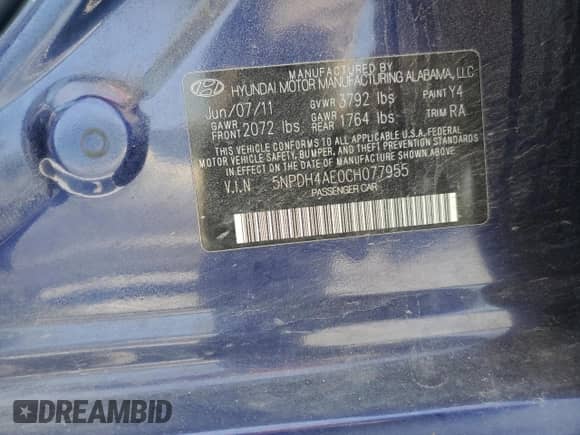 MANUFACTURED BY
HYUNDAI MOTOR MANUFACTURING ALABAMA, LLC
Jun/07/11 GVWR 3792 lbs PAINT Y4
GAWR FRONT 2072 lbs GAWR REAR 1764 lbs TRIM RA
THIS VEHICLE CONFORMS TO ALL APPLICABLE U.S.A. FEDERAL
MOTOR VEHICLE SAFETY, BUMPER, AND THEFT PREVENTION
STANDARDS IN EFFECT ON THE DATE OF MANUFACTURE SHOWN ABOVE.
V.I.N 5NPDH4AE0CH077955
PASSENGER CAR
DREAMBID